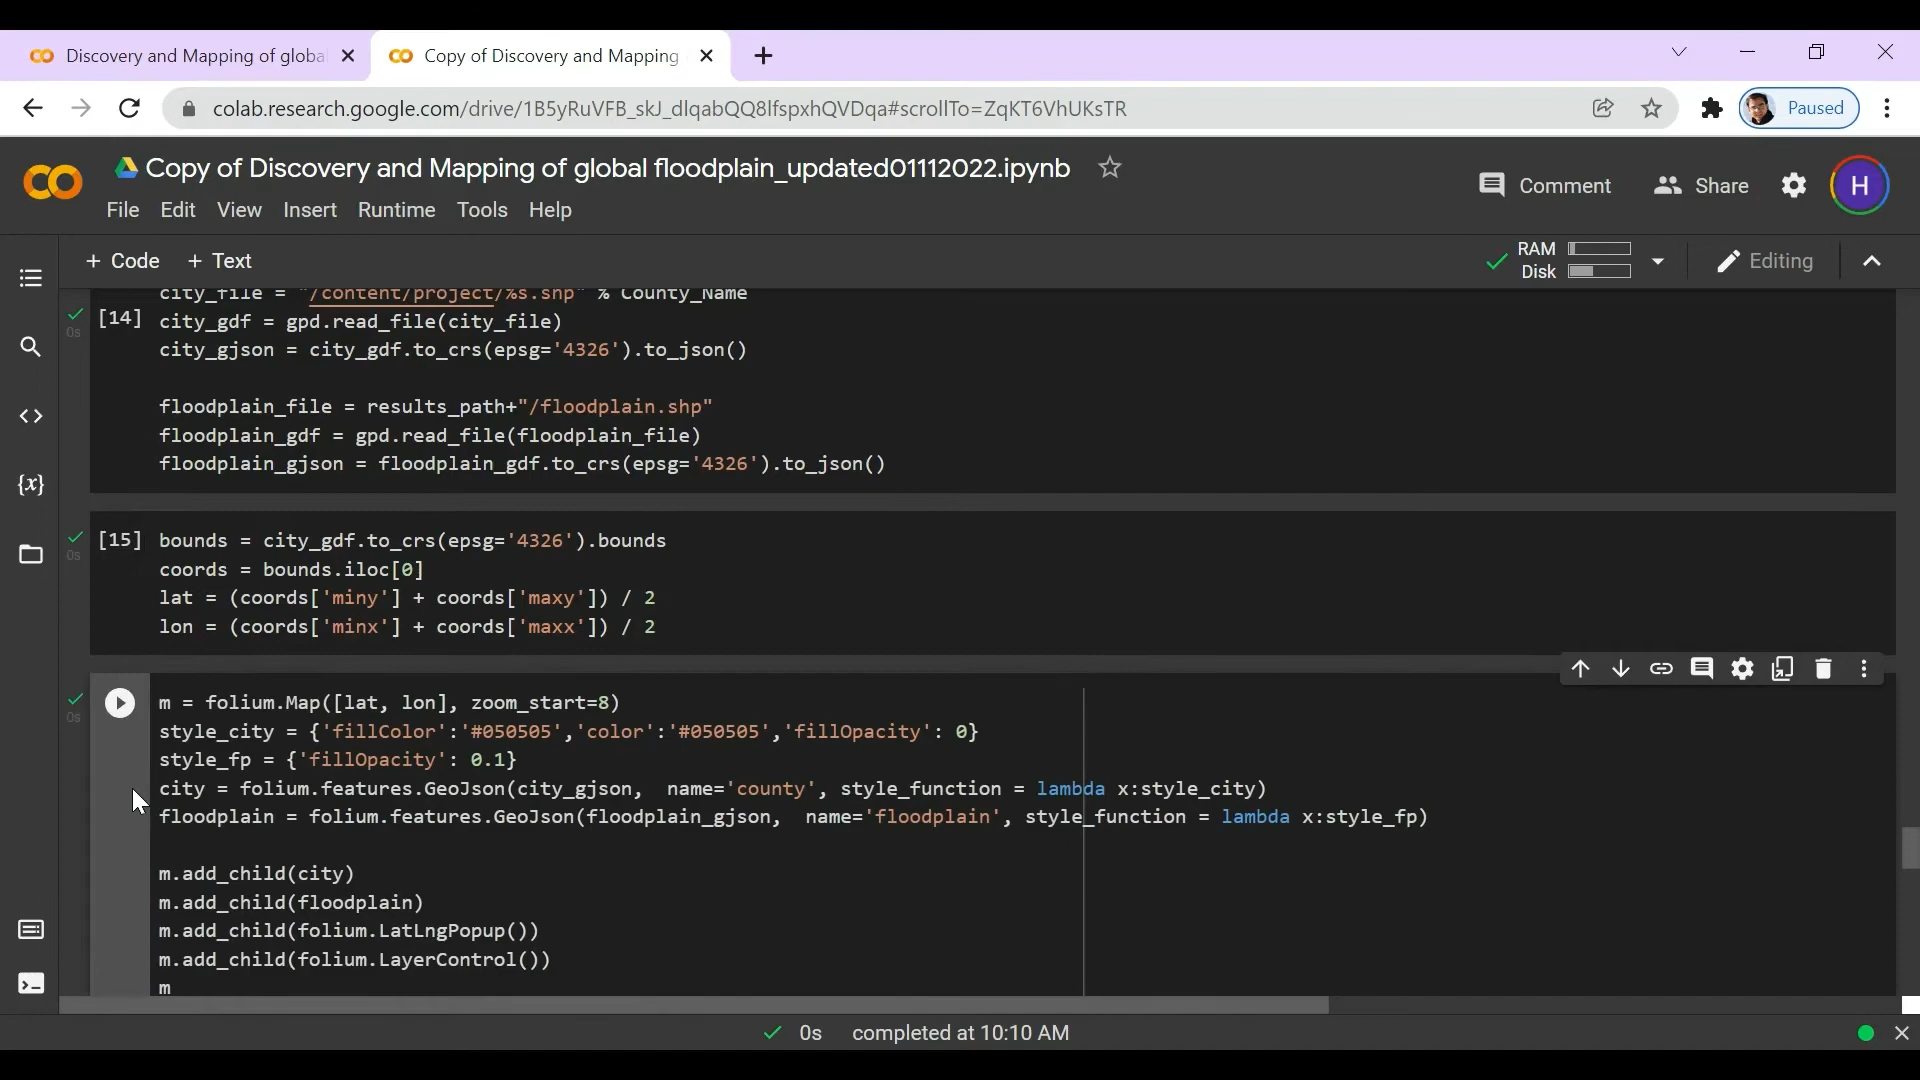 Discovery and Mapping of globa
Copy of Discovery and Mapping
colab.research.google.com/drive/1B5yRuVFB_skJ_dlqabQQ8lfspxhQVDqa#scrollTo=ZqKT6VhUKsTR
Paused
Copy of Discovery and Mapping of global floodplain_updated01112022.ipynb
Comment
Share
H
File Edit View Insert Runtime Tools Help
+ Code + Text
RAM
Disk
Editing
city_file = "/content/project/%s.shp" % County_Name
0s
[14] city_gdf = gpd.read_file(city_file)
city_gjson = city_gdf.to_crs(epsg='4326').to_json()
floodplain_file = results_path+"/floodplain.shp"
floodplain_gdf = gpd.read_file(floodplain_file)
floodplain_gjson = floodplain_gdf.to_crs(epsg='4326').to_json()
0s
[15] bounds = city_gdf.to_crs(epsg='4326').bounds
coords = bounds.iloc[0]
lat = (coords['miny'] + coords['maxy']) / 2
lon = (coords['minx'] + coords['maxx']) / 2
0s
m = folium.Map([lat, lon], zoom_start=8)
style_city = {'fillColor':'#050505','color':'#050505','fillOpacity': 0}
style_fp = {'fillOpacity': 0.1}
city = folium.features.GeoJson(city_gjson,  name='county', style_function = lambda x:style_city)
floodplain = folium.features.GeoJson(floodplain_gjson,  name='floodplain', style_function = lambda x:style_fp)
m.add_child(city)
m.add_child(floodplain)
m.add_child(folium.LatLngPopup())
m.add_child(folium.LayerControl())
m
0s completed at 10:10 AM